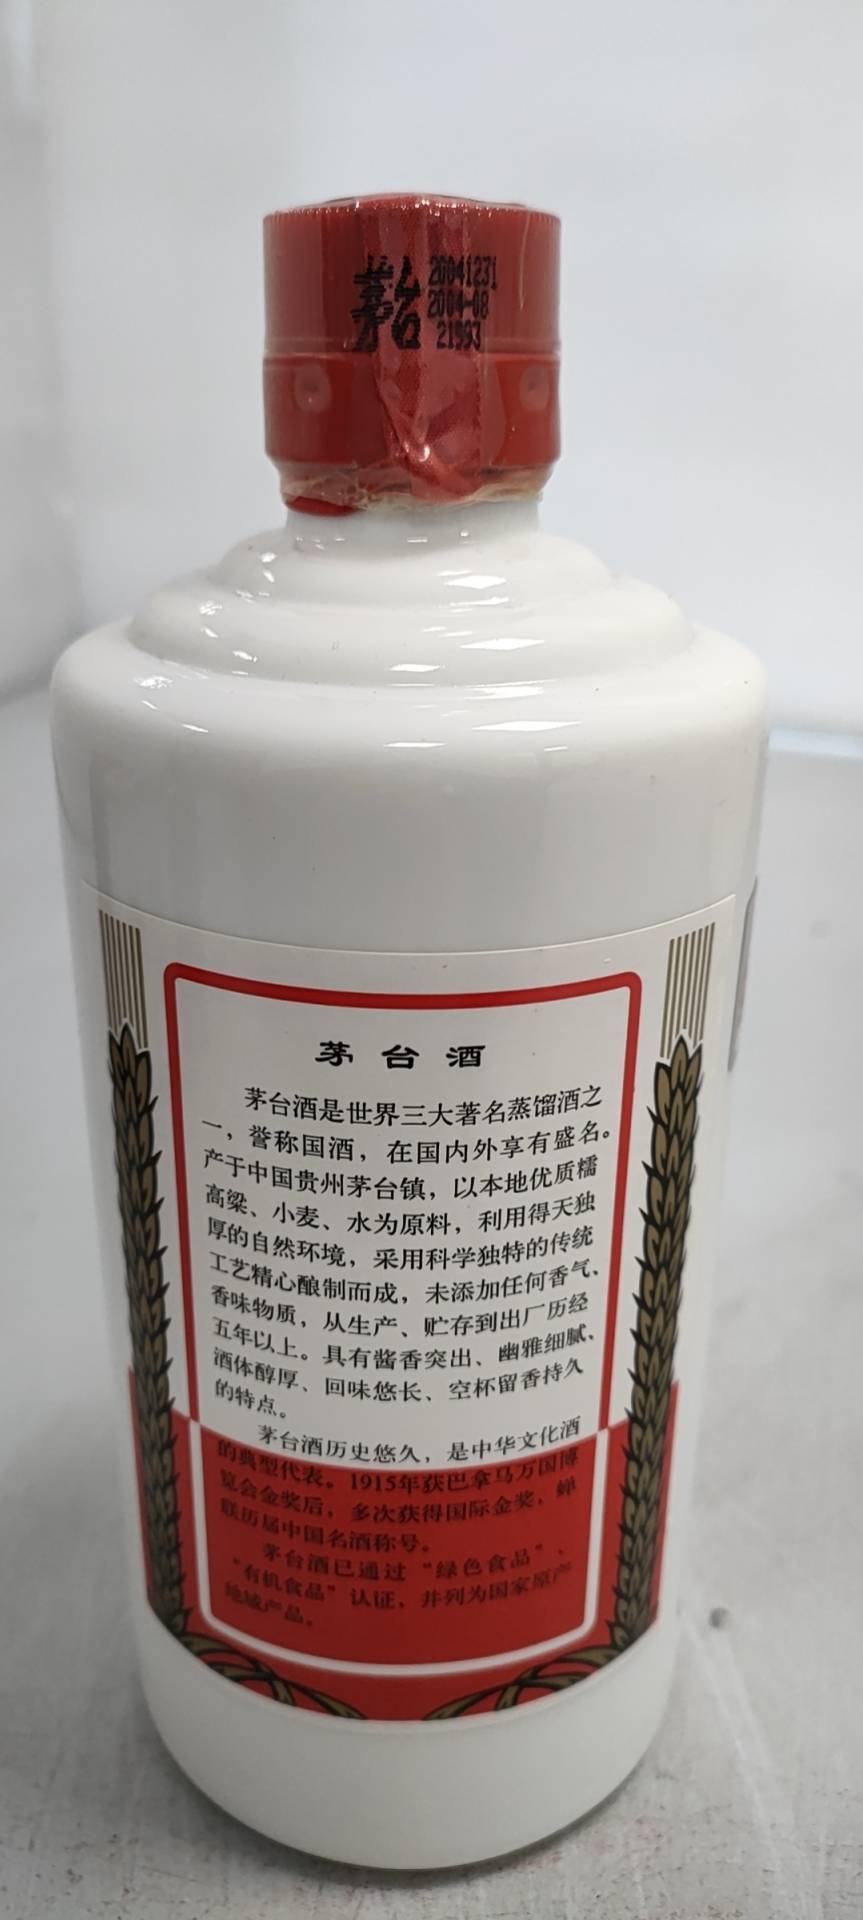 茅台
20041231
2004-08
21993
茅台酒
茅台酒是世界三大著名蒸馏酒之
一，誉称国酒，在国内外享有盛名。
产于中国贵州茅台镇，以本地优质糯
高粱、小麦、水为原料，利用得天独
厚的自然环境，采用科学独特的传统
工艺精心酿制而成，未添加任何香气、
香味物质，从生产、贮存到出厂历经
五年以上。具有酱香突出、幽雅细腻、
酒体醇厚、回味悠长、空杯留香持久
的特点。
茅台酒历史悠久，是中华文化酒
的典型代表。1915年获巴拿马万国博
览会金奖后，多次获得国际金奖，蝉
联历届中国名酒称号。
茅台酒已通过“绿色食品”、
“有机食品”认证，并列为国家原产
地域产品。